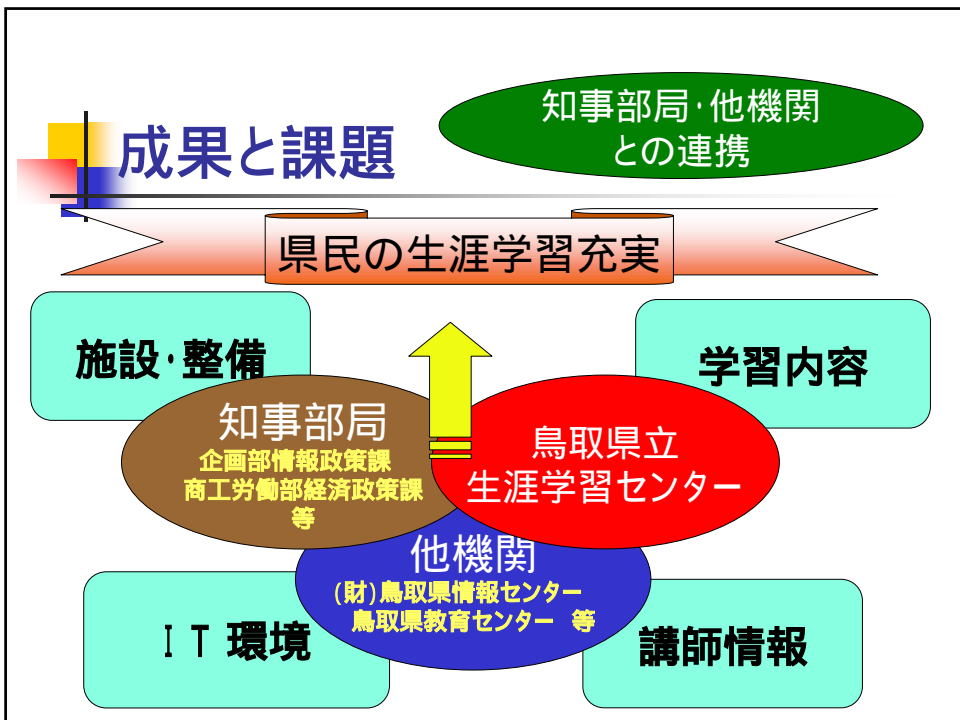 成果と課題
知事部局・他機関
との連携
県民の生涯学習充実
施設・整備
学習内容
知事部局
企画部情報政策課
商工労働部経済政策課
等
鳥取県立
生涯学習センター
他機関
(財)鳥取県情報センター
鳥取県教育センター 等
IT環境
講師情報